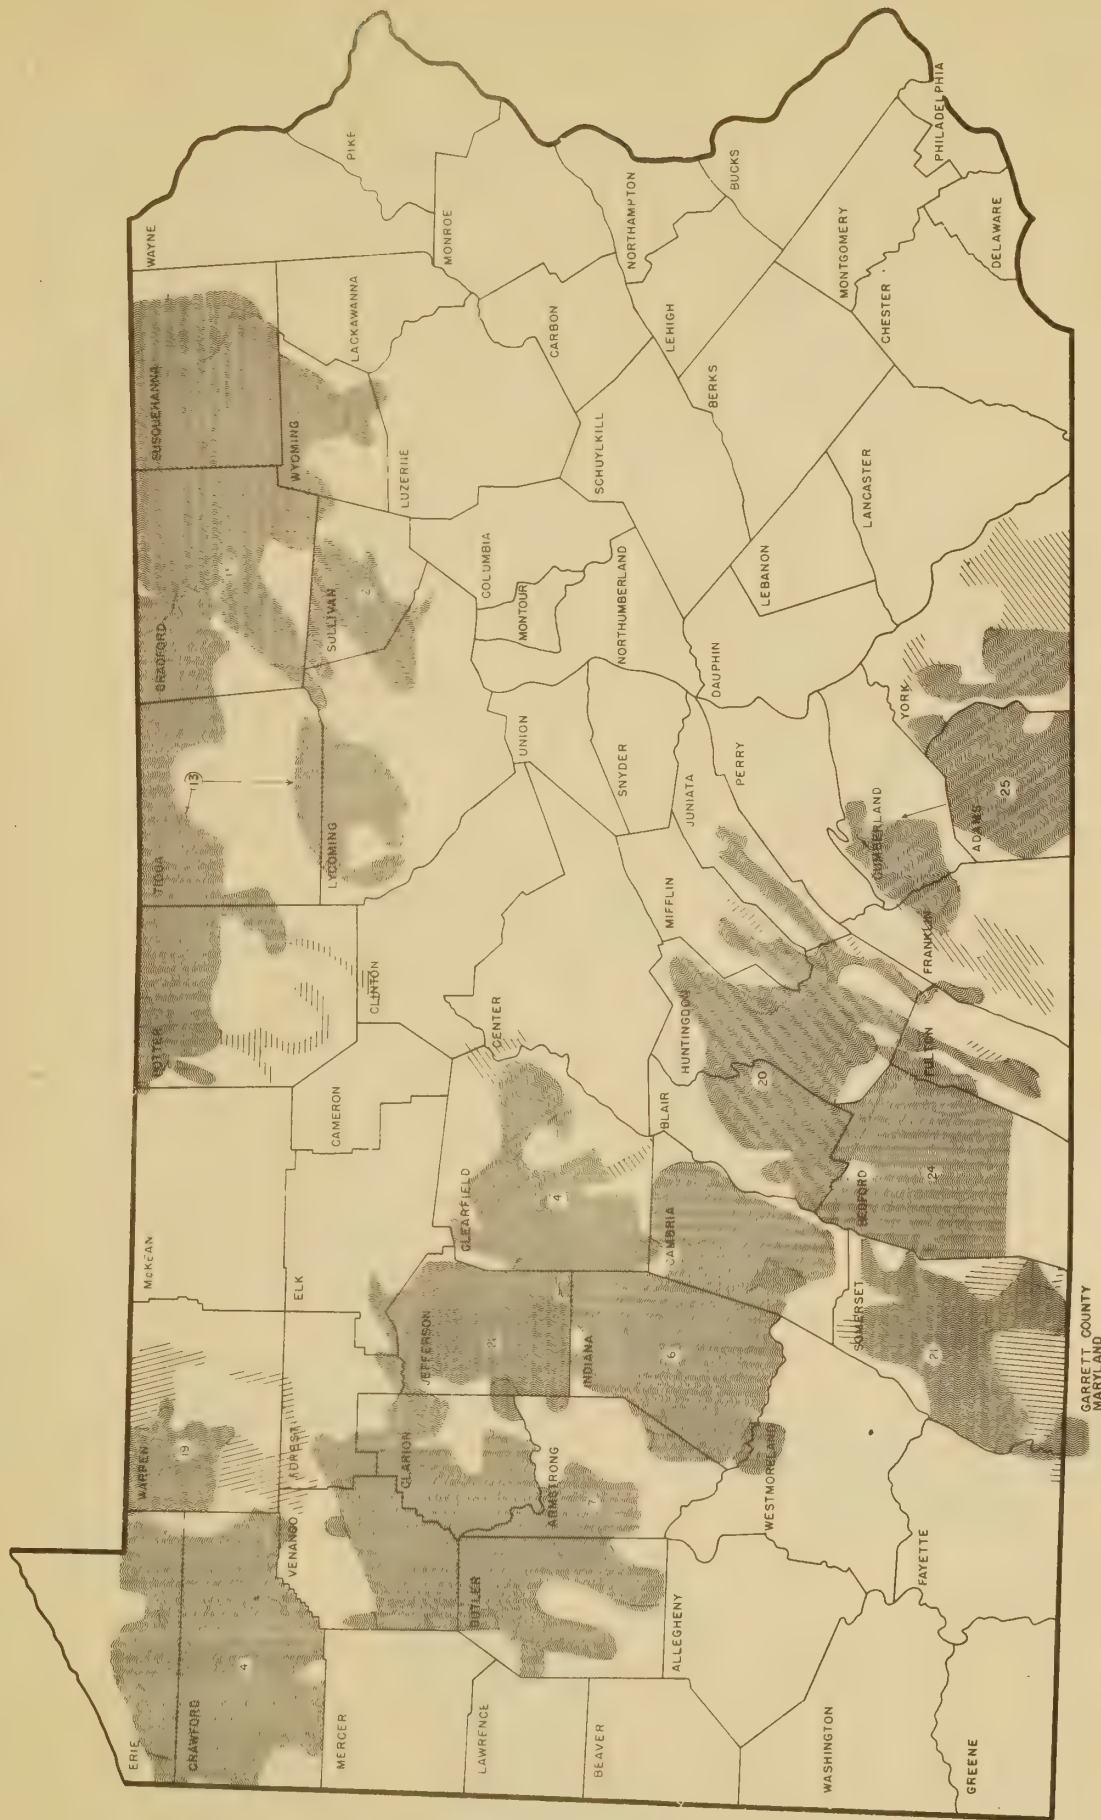 ERIE
CRAWFORD
4
MERCER
LAWRENCE
BEAVER
WASHINGTON
GREENE
WARREN
19
FOREST
VENANGO
CLARION
BUTLER
ARMSTRONG
7
ALLEGHENY
WESTMORELAND
FAYETTE
McKEAN
ELK
JEFFERSON
21
INDIANA
6
CLEARFIELD
4
CAMBRIA
SOMERSET
21
GARRETT COUNTY
MARYLAND
POTTER
CAMERON
CLINTON
CENTER
BLAIR
HUNTINGDON
20
BEDFORD
24
FULTON
FRANKLIN
TIOGA
13
LYCOMING
UNION
SNYDER
MIFFLIN
JUNIATA
PERRY
CUMBERLAND
ADAMS
25
YORK
BRADFORD
SULLIVAN
COLUMBIA
MONTOUR
NORTHUMBERLAND
DAUPHIN
LEBANON
LANCASTER
SUSQUEHANNA
WYOMING
LACKAWANNA
LUZERNE
CARBON
SCHUYLKILL
LEHIGH
BERKS
WAYNE
PIKE
MONROE
NORTHAMPTON
BUCKS
MONTGOMERY
CHESTER
DELAWARE
PHILADELPHIA